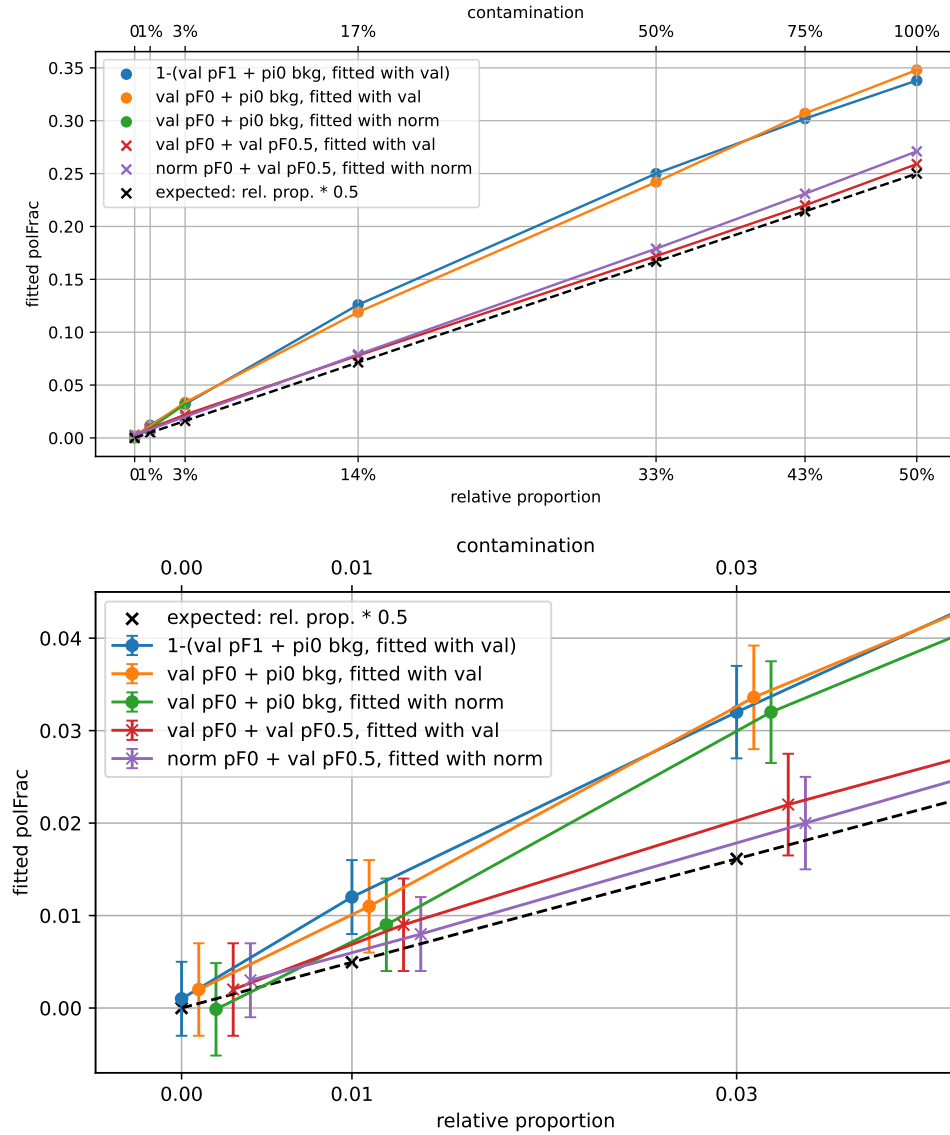 contamination
0 1% 3% 17% 50% 75% 100%
0.35
0.30
0.25
0.20
0.15
0.10
0.05
0.00
fitted polFrac
1-(val pF1 + pi0 bkg, fitted with val)
val pF0 + pi0 bkg, fitted with val
val pF0 + pi0 bkg, fitted with norm
val pF0 + val pF0.5, fitted with val
norm pF0 + val pF0.5, fitted with norm
expected: rel. prop. * 0.5
0 1% 3% 14% 33% 43% 50%
relative proportion
contamination
0.00 0.01 0.03
0.04
0.03
0.02
0.01
0.00
fitted polFrac
expected: rel. prop. * 0.5
1-(val pF1 + pi0 bkg, fitted with val)
val pF0 + pi0 bkg, fitted with val
val pF0 + pi0 bkg, fitted with norm
val pF0 + val pF0.5, fitted with val
norm pF0 + val pF0.5, fitted with norm
0.00 0.01 0.03
relative proportion